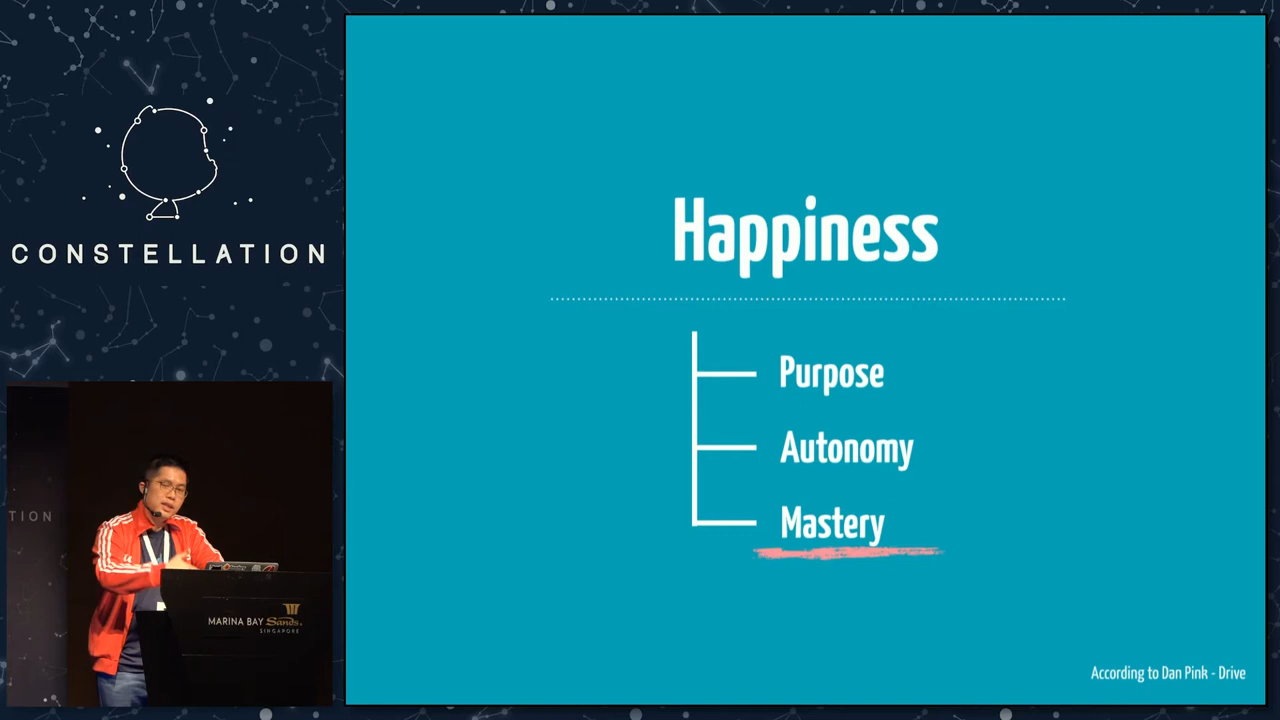 CONSTELLATION
Happiness
Purpose
Autonomy
Mastery
According to Dan Pink - Drive
TION
MARINA BAY Sands.
SINGAPORE